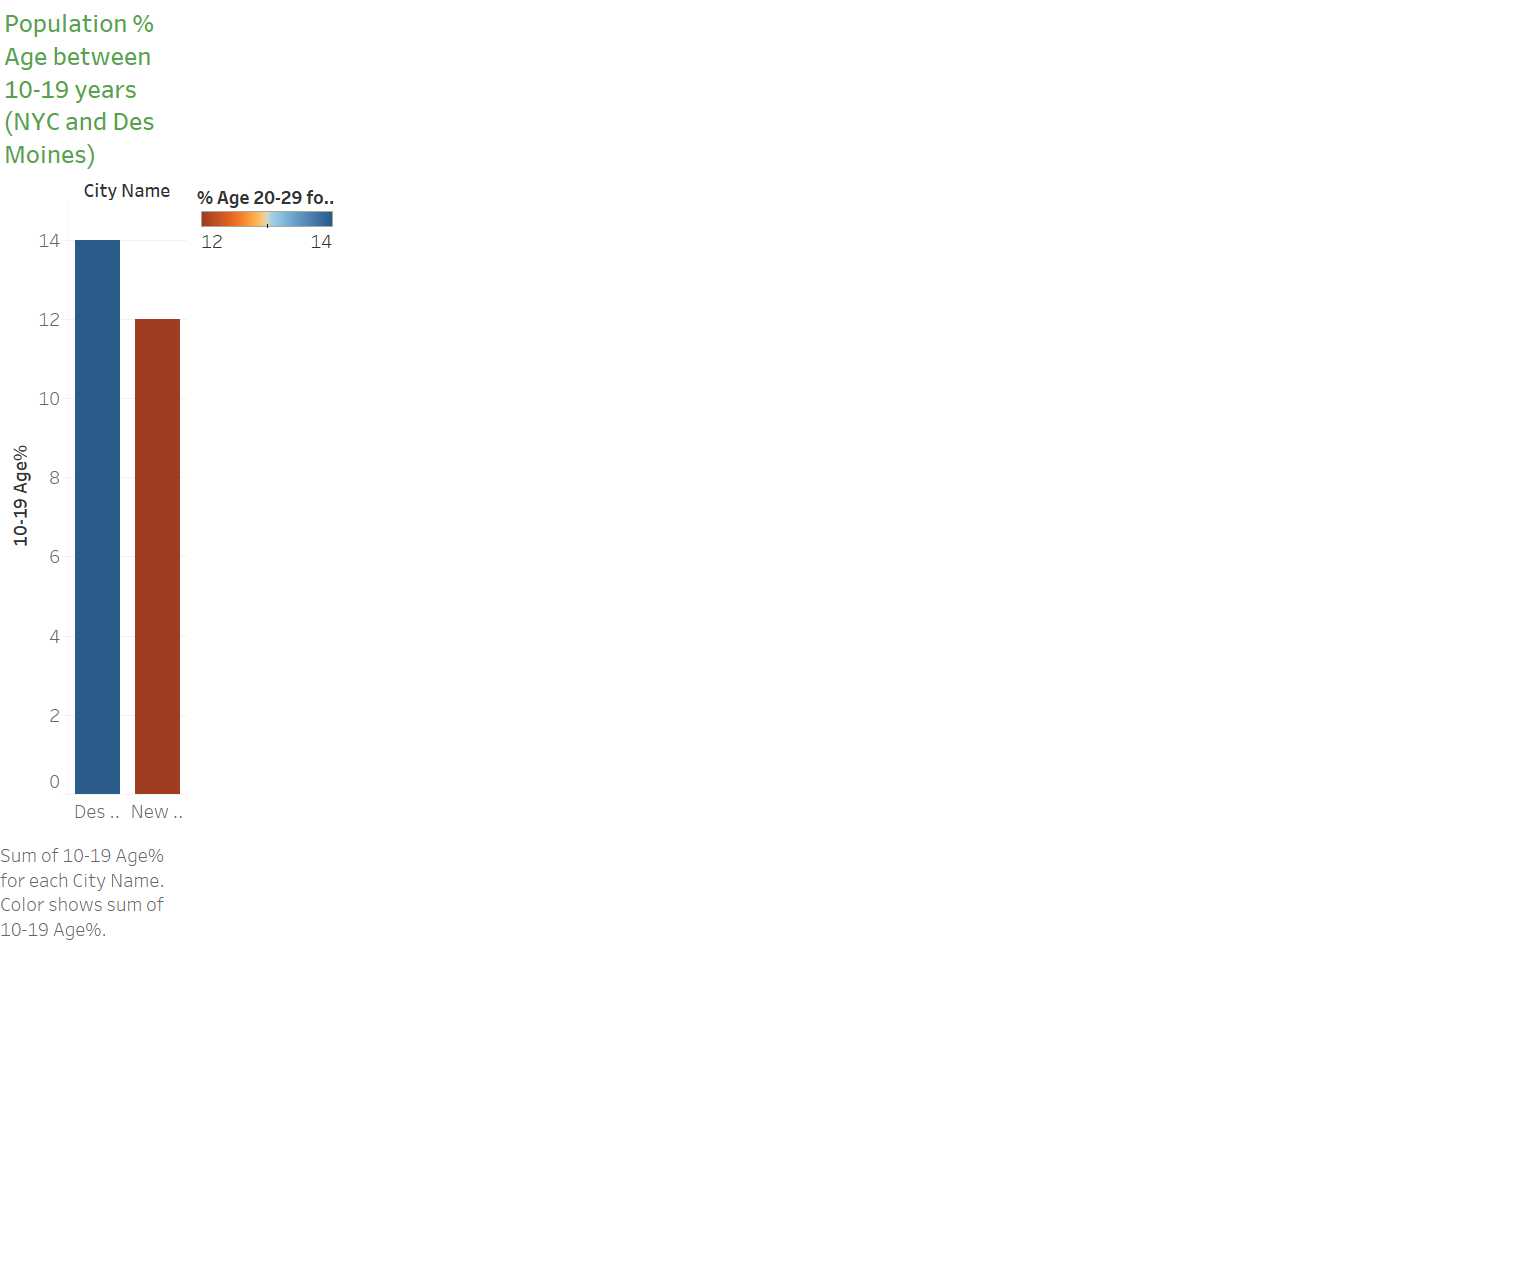 Population %
Age between
10-19 years
(NYC and Des
Moines)
City Name
% Age 20-29 fo..
12 14
14
12
10
8
6
4
2
0
10-19 Age%
Des .. New ..
Sum of 10-19 Age%
for each City Name.
Color shows sum of
10-19 Age%.